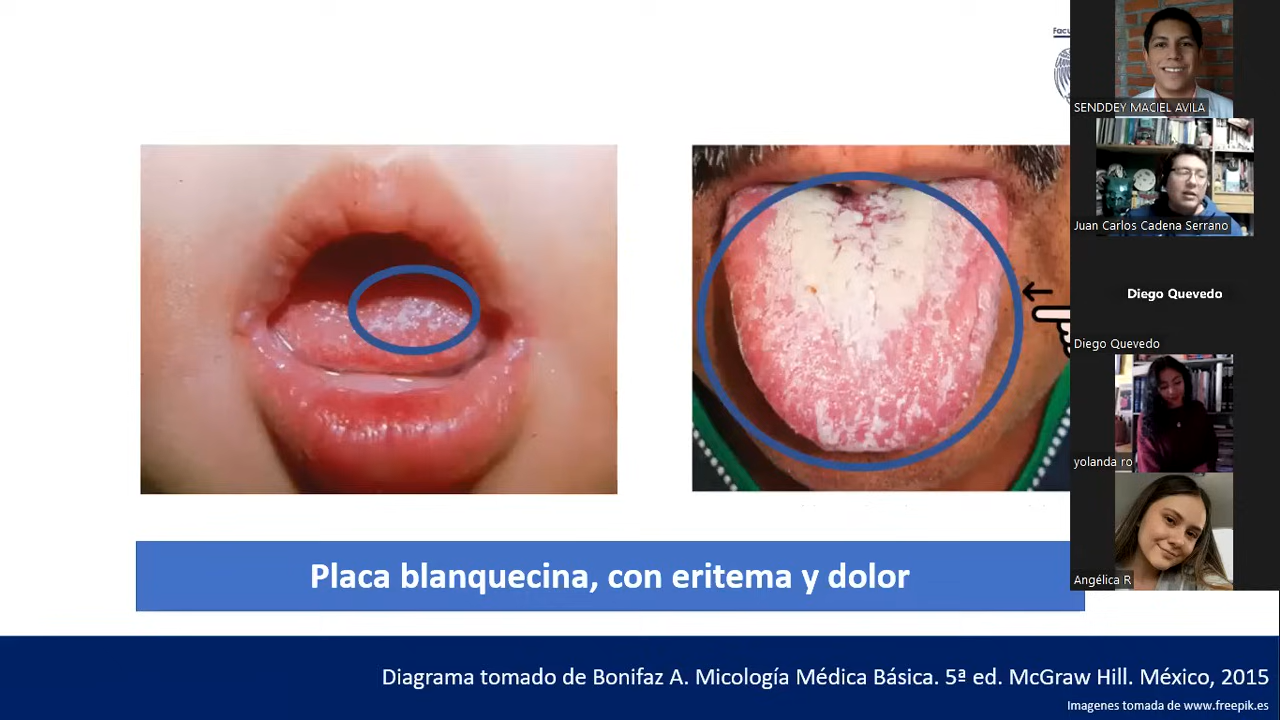 Facu
SENDDEY MACIEL AVILA
Juan Carlos Cadena Serrano
Diego Quevedo
Diego Quevedo
yolanda ro
Angélica R
Placa blanquecina, con eritema y dolor
Diagrama tomado de Bonifaz A. Micología Médica Básica. 5ª ed. McGraw Hill. México, 2015
Imagenes tomada de www.freepik.es